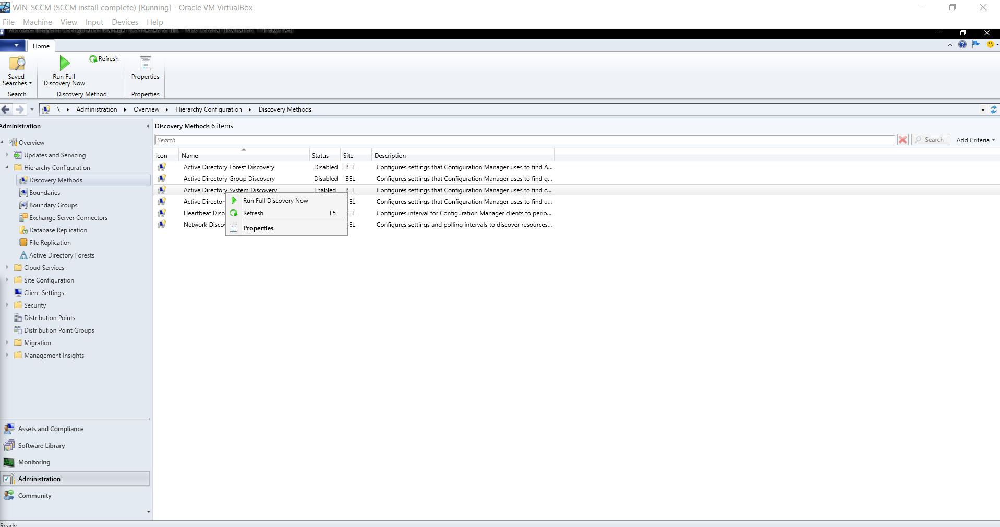 WIN-SCCM (SCCM install complete) [Running] - Oracle VM VirtualBox
File Machine View Input Devices Help
Microsoft Endpoint Configuration Manager (Connected to BEL - Nick Corona) (Evaluation, 178 days left)
Home
Saved Searches
Run Full Discovery Now
Refresh
Properties
Search
Discovery Method
Properties
\ Administration Overview Hierarchy Configuration Discovery Methods
Administration
Overview
Updates and Servicing
Hierarchy Configuration
Discovery Methods
Boundaries
Boundary Groups
Exchange Server Connectors
Database Replication
File Replication
Active Directory Forests
Cloud Services
Site Configuration
Client Settings
Security
Distribution Points
Distribution Point Groups
Migration
Management Insights
Assets and Compliance
Software Library
Monitoring
Administration
Community
Discovery Methods 6 items
Search
Search
Add Criteria
Icon Name Status Site Description
Active Directory Forest Discovery Disabled BEL Configures settings that Configuration Manager uses to find A...
Active Directory Group Discovery Disabled BEL Configures settings that Configuration Manager uses to find g...
Active Directory System Discovery Enabled BEL Configures settings that Configuration Manager uses to find c...
Active Directory BEL Configures settings that Configuration Manager uses to find u...
Heartbeat Disc BEL Configures interval for Configuration Manager clients to perio...
Network Discov BEL Configures settings and polling intervals to discover resources...
Run Full Discovery Now
Refresh F5
Properties
Ready